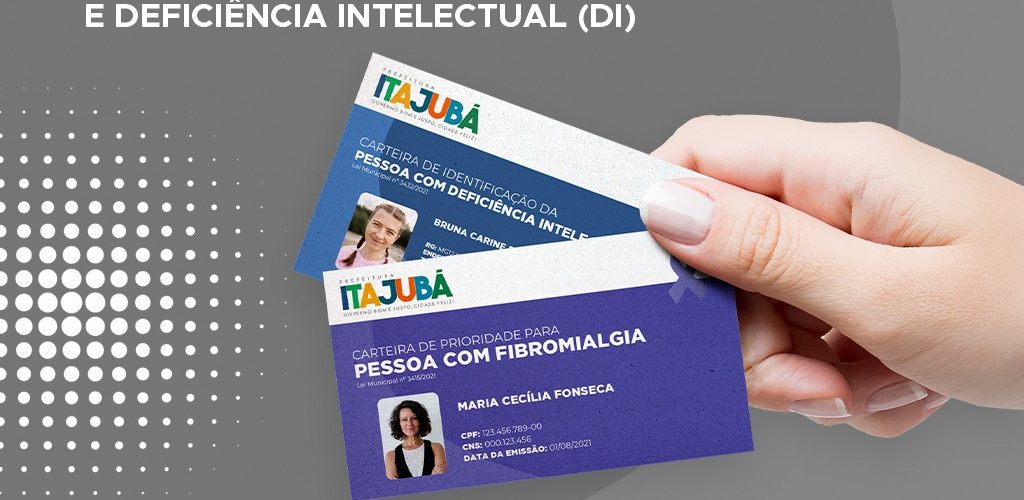 E DEFICIÊNCIA INTELECTUAL (DI)
PREFEITURA
ITAJUBÁ
GOVERNO BOM E JUSTO, CIDADE FELIZ!
CARTEIRA DE IDENTIFICAÇÃO DA
PESSOA COM DEFICIÊNCIA INTELE
Lei Municipal nº 3432/2021
BRUNA CARINE
RG:
PREFEITURA
ITAJUBÁ
GOVERNO BOM E JUSTO, CIDADE FELIZ!
CARTEIRA DE PRIORIDADE PARA
PESSOA COM FIBROMIALGIA
Lei Municipal nº 3415/2021
MARIA CECÍLIA FONSECA
CPF: 123.456.789-00
CNS: 000.123.456
DATA DA EMISSÃO: 01/08/2021